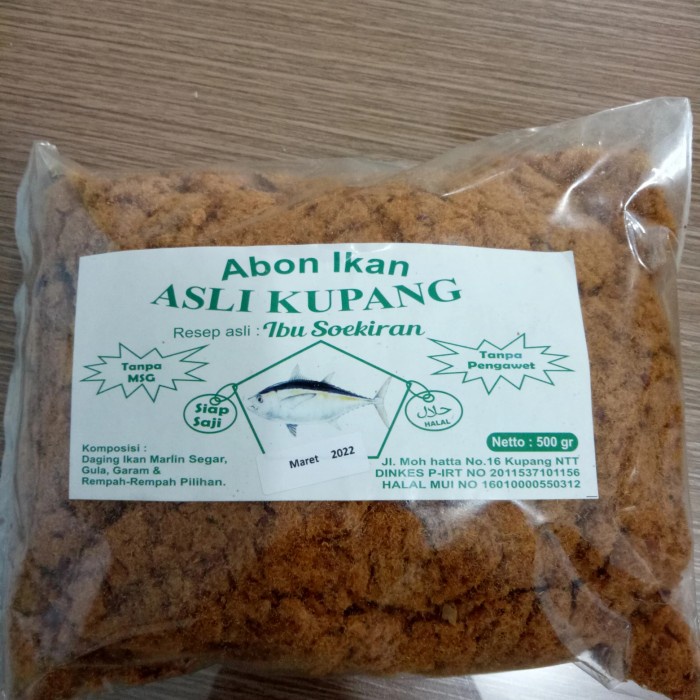 Abon Ikan
ASLI KUPANG
Resep asli : Ibu Soekiran
Tanpa
MSG
Tanpa
Pengawet
Siap
Saji
حلال
HALAL
Maret 2022
Komposisi :
Daging Ikan Marlin Segar,
Gula, Garam &
Rempah-Rempah Pilihan.
Netto : 500 gr
Jl. Moh hatta No.16 Kupang NTT
DINKES P-IRT NO 2011537101156
HALAL MUI NO 16010000550312